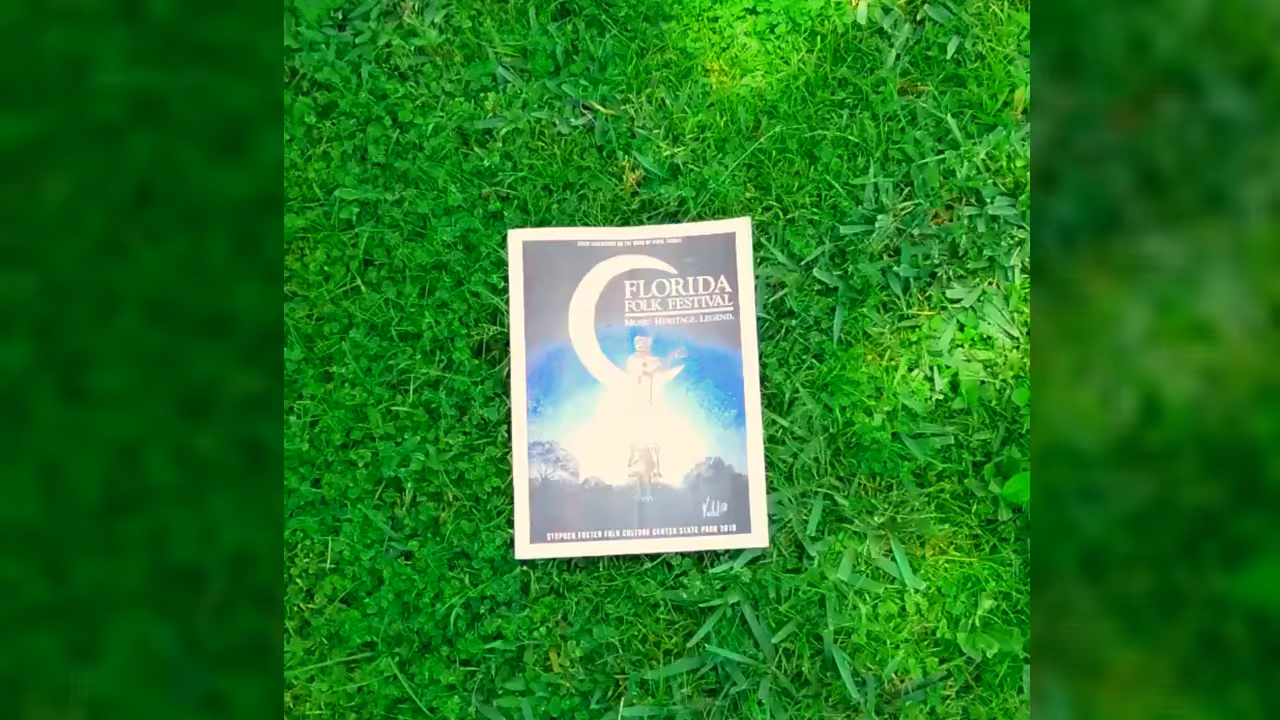 FLORIDA
FOLK FESTIVAL
MUSIC. HERITAGE. LEGEND.
STEPHEN FOSTER FOLK CULTURE CENTER STATE PARK 2019